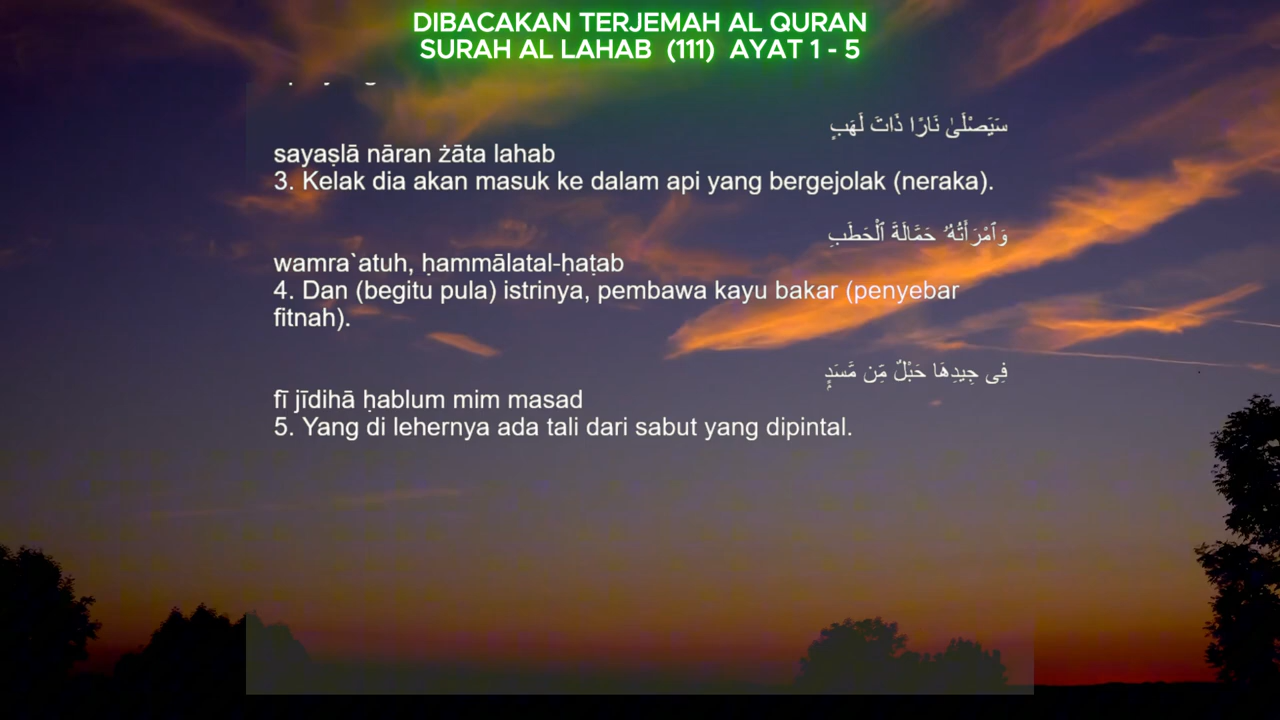 DIBACAKAN TERJEMAH AL QURAN
SURAH AL LAHAB (111) AYAT 1 - 5
سَيَصْلَىٰ نَارًا ذَاتَ لَهَبٍ
sayaṣlā nāran żāta lahab
3. Kelak dia akan masuk ke dalam api yang bergejolak (neraka).
وَٱمْرَأَتُهُۥ حَمَّالَةَ ٱلْحَطَبِ
wamra`atuh, ḥammālatal-ḥaṭab
4. Dan (begitu pula) istrinya, pembawa kayu bakar (penyebar
fitnah).
فِى جِيدِهَا حَبْلٌ مِّن مَّسَدٍۭ
fī jīdihā ḥablum mim masad
5. Yang di lehernya ada tali dari sabut yang dipintal.